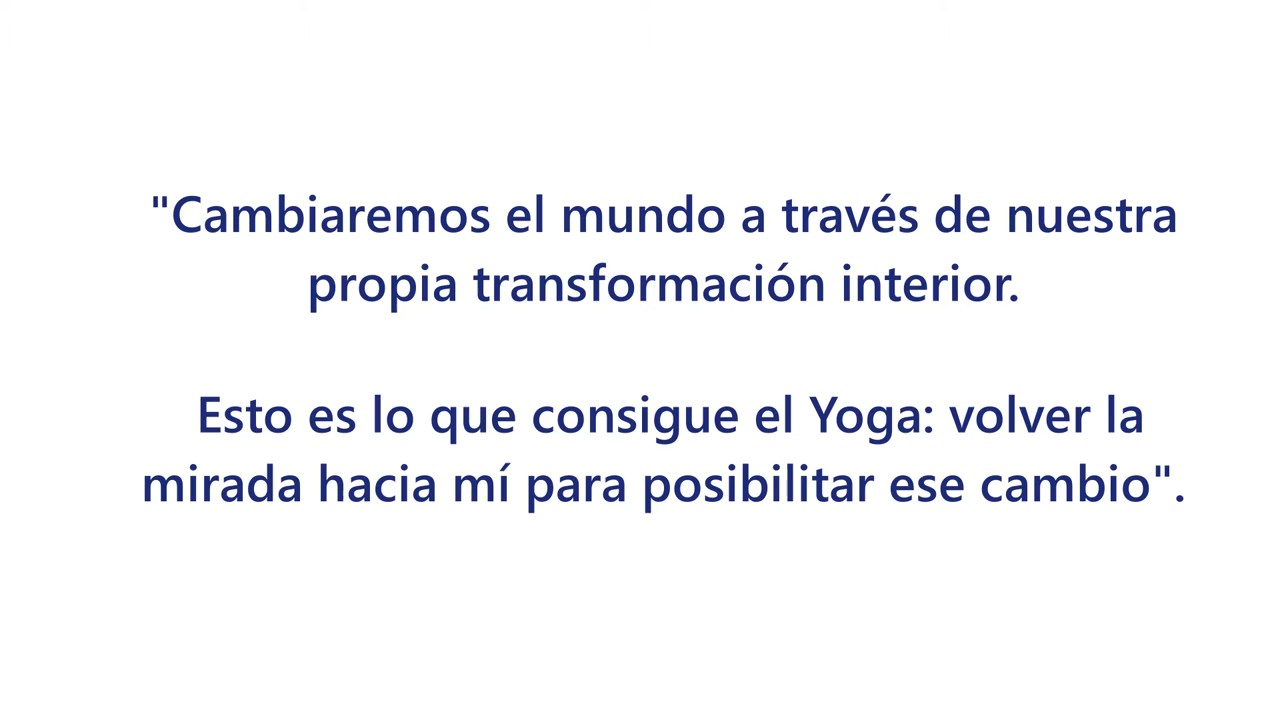 "Cambiaremos el mundo a través de nuestra
propia transformación interior.
Esto es lo que consigue el Yoga: volver la
mirada hacia mí para posibilitar ese cambio".